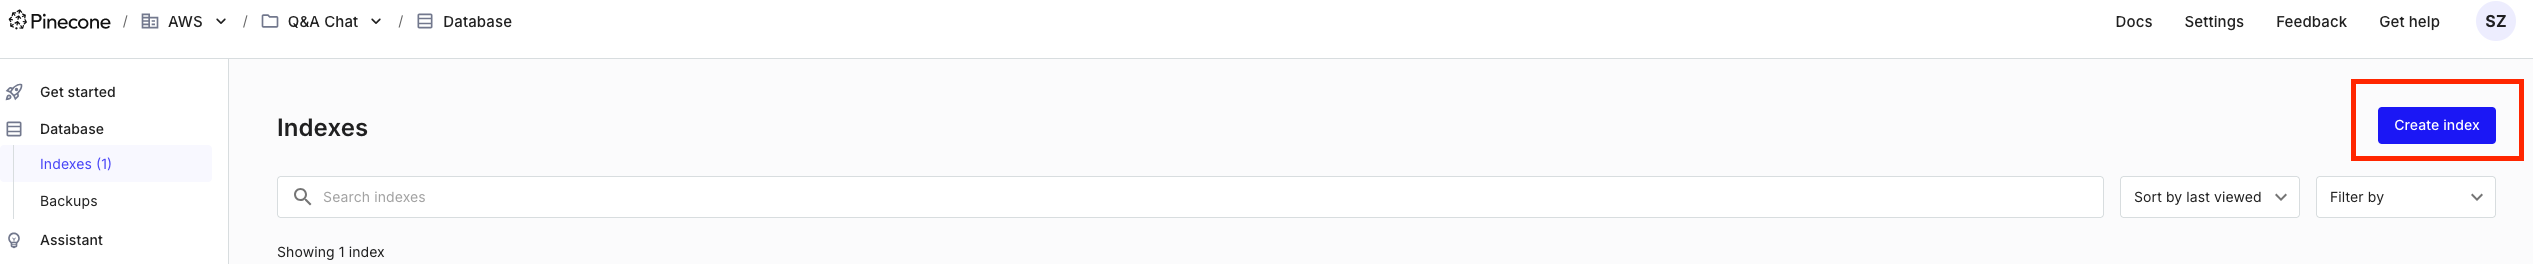 Pinecone / AWS / Q&A Chat / Database Docs Settings Feedback Get help SZ
Get started
Database
Indexes (1)
Backups
Assistant
Indexes
Create index
Search indexes
Sort by last viewed
Filter by
Showing 1 index